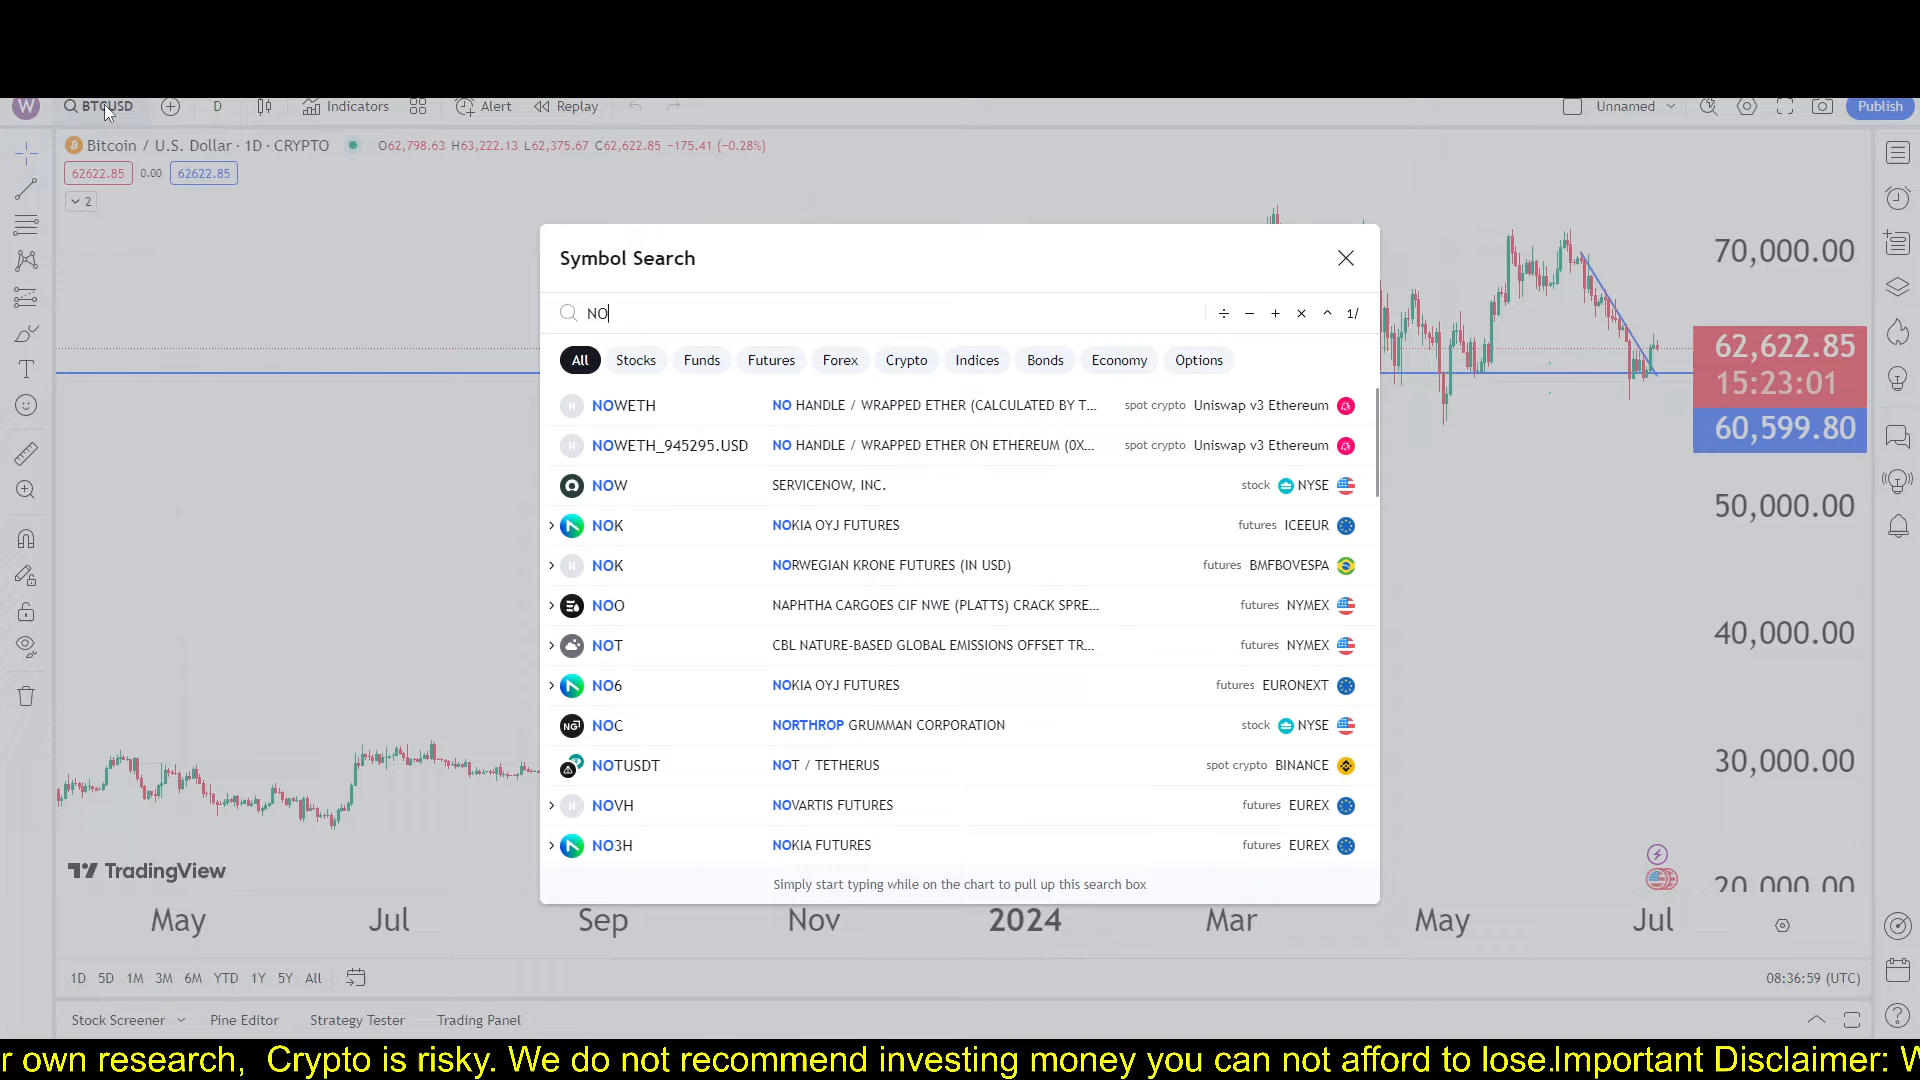 W
BTCUSD
D
Indicators
Alert
Replay
Unnamed
Publish
Bitcoin / U.S. Dollar · 1D · CRYPTO
O62,798.63 H63,222.13 L62,375.67 C62,622.85 −175.41 (−0.28%)
62622.85 0.00 62622.85
2
Symbol Search
NO
÷ − + × ^ 1/
All Stocks Funds Futures Forex Crypto Indices Bonds Economy Options
NOWETH NO HANDLE / WRAPPED ETHER (CALCULATED BY T... spot crypto Uniswap v3 Ethereum
NOWETH_945295.USD NO HANDLE / WRAPPED ETHER ON ETHEREUM (0X... spot crypto Uniswap v3 Ethereum
NOW SERVICENOW, INC. stock NYSE
NOK NOKIA OYJ FUTURES futures ICEEUR
N NOK NORWEGIAN KRONE FUTURES (IN USD) futures BMFBOVESPA
NOO NAPHTHA CARGOES CIF NWE (PLATTS) CRACK SPRE... futures NYMEX
NOT CBL NATURE-BASED GLOBAL EMISSIONS OFFSET TR... futures NYMEX
NO6 NOKIA OYJ FUTURES futures EURONEXT
NG NOC NORTHROP GRUMMAN CORPORATION stock NYSE
NOTUSDT NOT / TETHERUS spot crypto BINANCE
N NOVH NOVARTIS FUTURES futures EUREX
NO3H NOKIA FUTURES futures EUREX
Simply start typing while on the chart to pull up this search box
70,000.00
62,622.85
15:23:01
60,599.80
50,000.00
40,000.00
30,000.00
20,000.00
TradingView
May Jul Sep Nov 2024 Mar May Jul
1D 5D 1M 3M 6M YTD 1Y 5Y All
08:36:59 (UTC)
Stock Screener Pine Editor Strategy Tester Trading Panel
r own research, Crypto is risky. We do not recommend investing money you can not afford to lose.Important Disclaimer: W